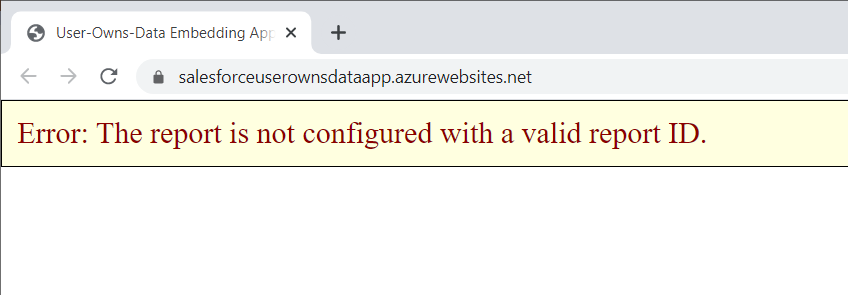 User-Owns-Data Embedding App
salesforceuserownsdataapp.azurewebsites.net
Error: The report is not configured with a valid report ID.